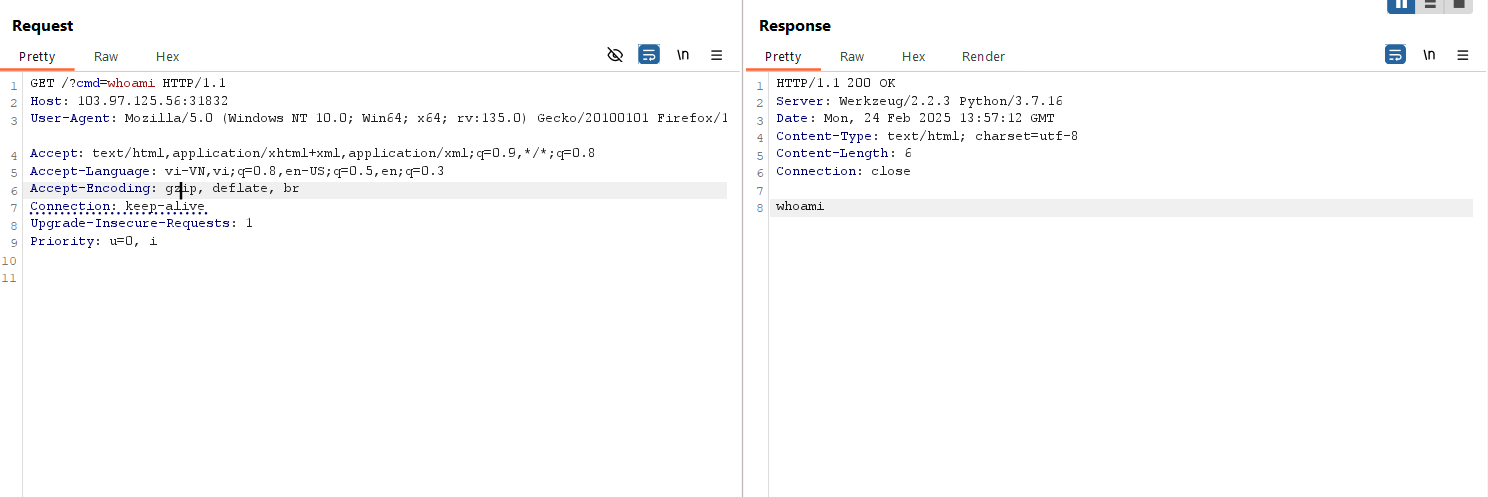 Request
Pretty Raw Hex
\n
1 GET /?cmd=whoami HTTP/1.1
2 Host: 103.97.125.56:31832
3 User-Agent: Mozilla/5.0 (Windows NT 10.0; Win64; x64; rv:135.0) Gecko/20100101 Firefox/1
4 Accept: text/html,application/xhtml+xml,application/xml;q=0.9,*/*;q=0.8
5 Accept-Language: vi-VN,vi;q=0.8,en-US;q=0.5,en;q=0.3
6 Accept-Encoding: gzip, deflate, br
7 Connection: keep-alive
8 Upgrade-Insecure-Requests: 1
9 Priority: u=0, i
10
11
Response
Pretty Raw Hex Render
\n
1 HTTP/1.1 200 OK
2 Server: Werkzeug/2.2.3 Python/3.7.16
3 Date: Mon, 24 Feb 2025 13:57:12 GMT
4 Content-Type: text/html; charset=utf-8
5 Content-Length: 6
6 Connection: close
7
8 whoami